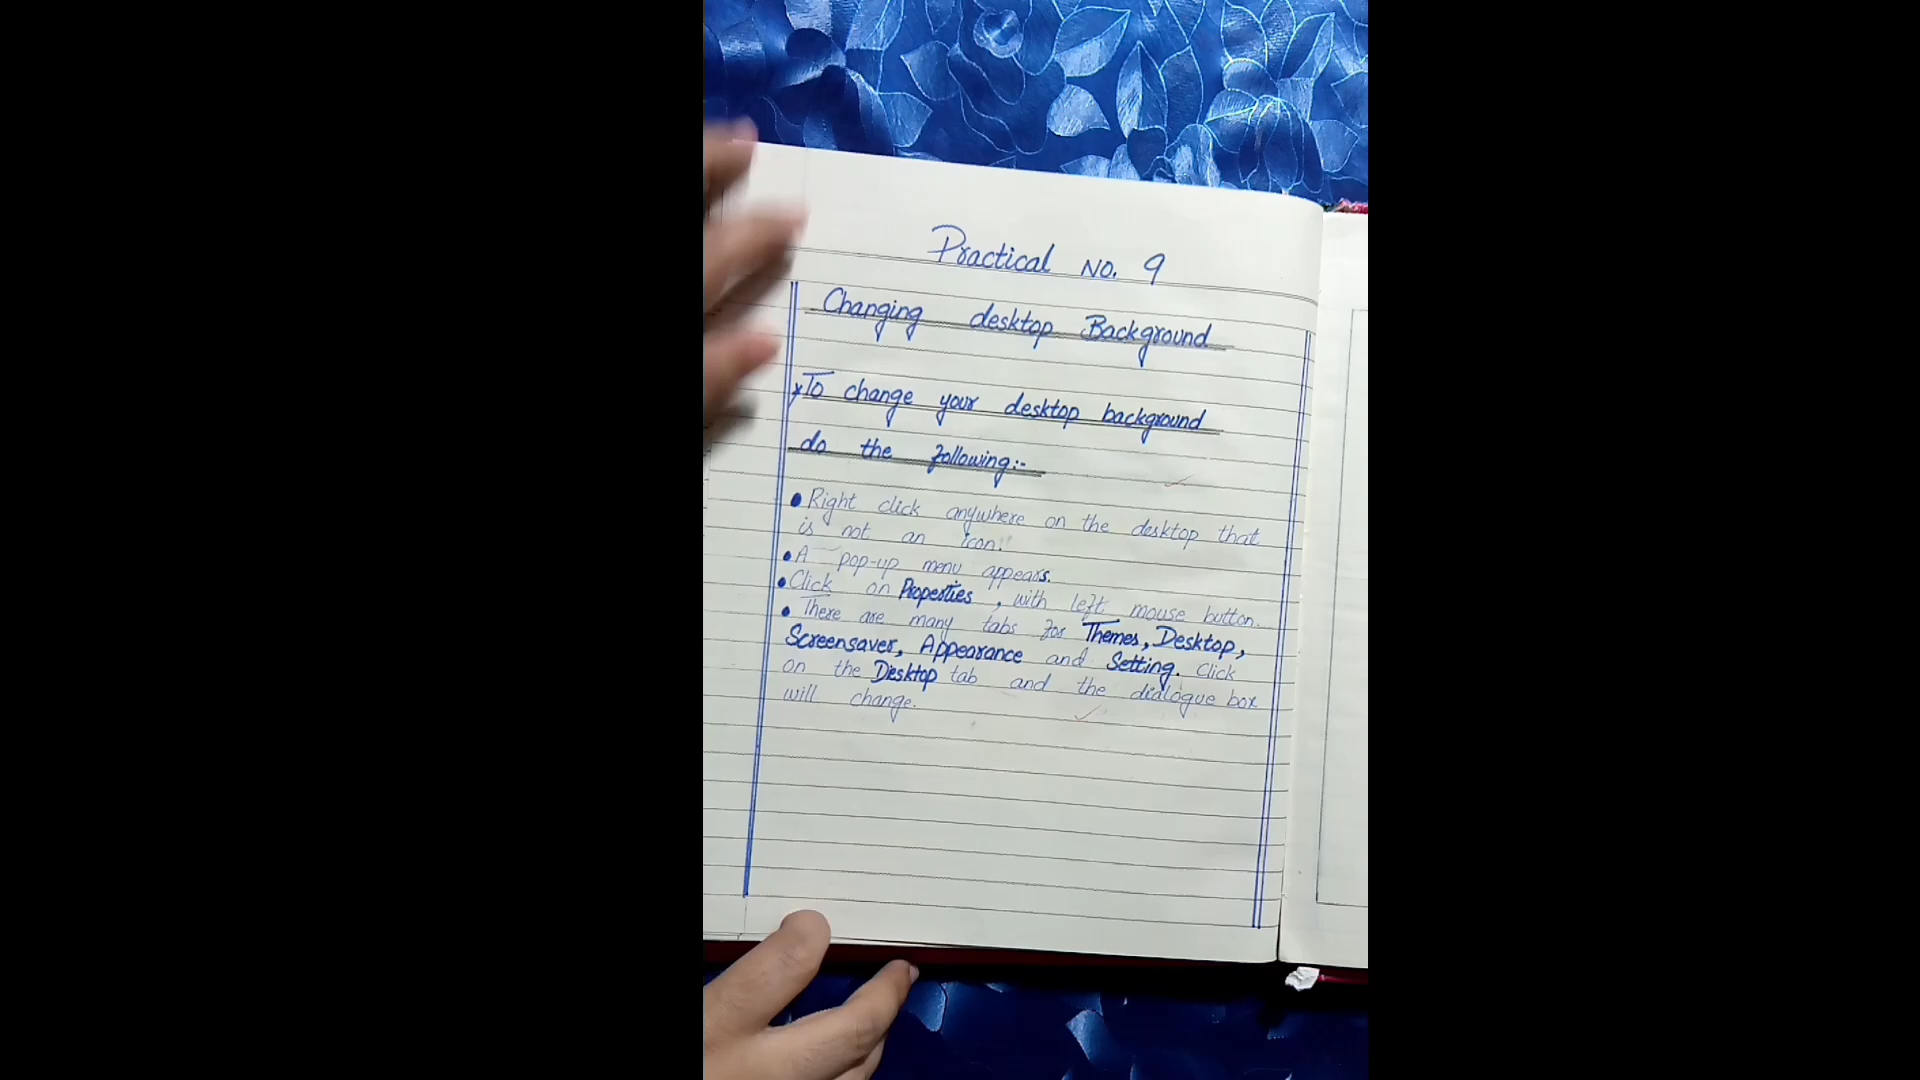 Practical No. 9
Changing desktop Background
*To change your desktop background
do the following:-
• Right click anywhere on the desktop that
is not an icon.
• A pop-up menu appears.
• Click on Properties, with left mouse button.
• There are many tabs for Themes, Desktop,
Screensaver, Appearance and Setting. Click
on the Desktop tab and the dialogue box
will change.